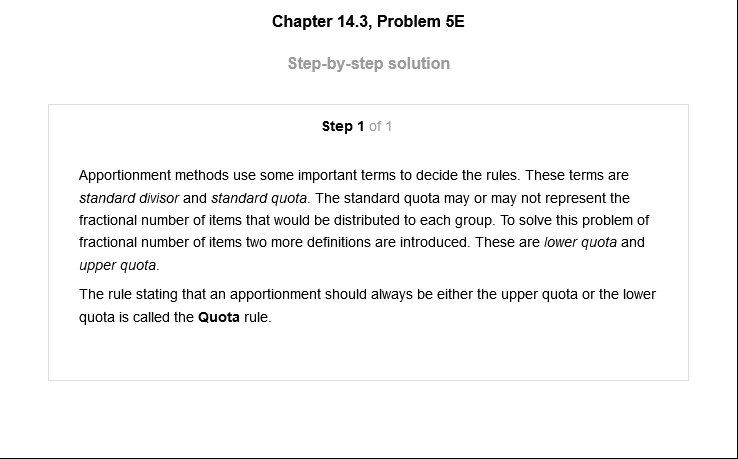 Chapter 14.3, Problem 5E
Step-by-step solution
Step 1 of 1
Apportionment methods use some important terms to decide the rules. These terms are
standard divisor and standard quota. The standard quota may or may not represent the
fractional number of items that would be distributed to each group. To solve this problem of
fractional number of items two more definitions are introduced. These are lower quota and
upper quota.
The rule stating that an apportionment should always be either the upper quota or the lower
quota is called the Quota rule.